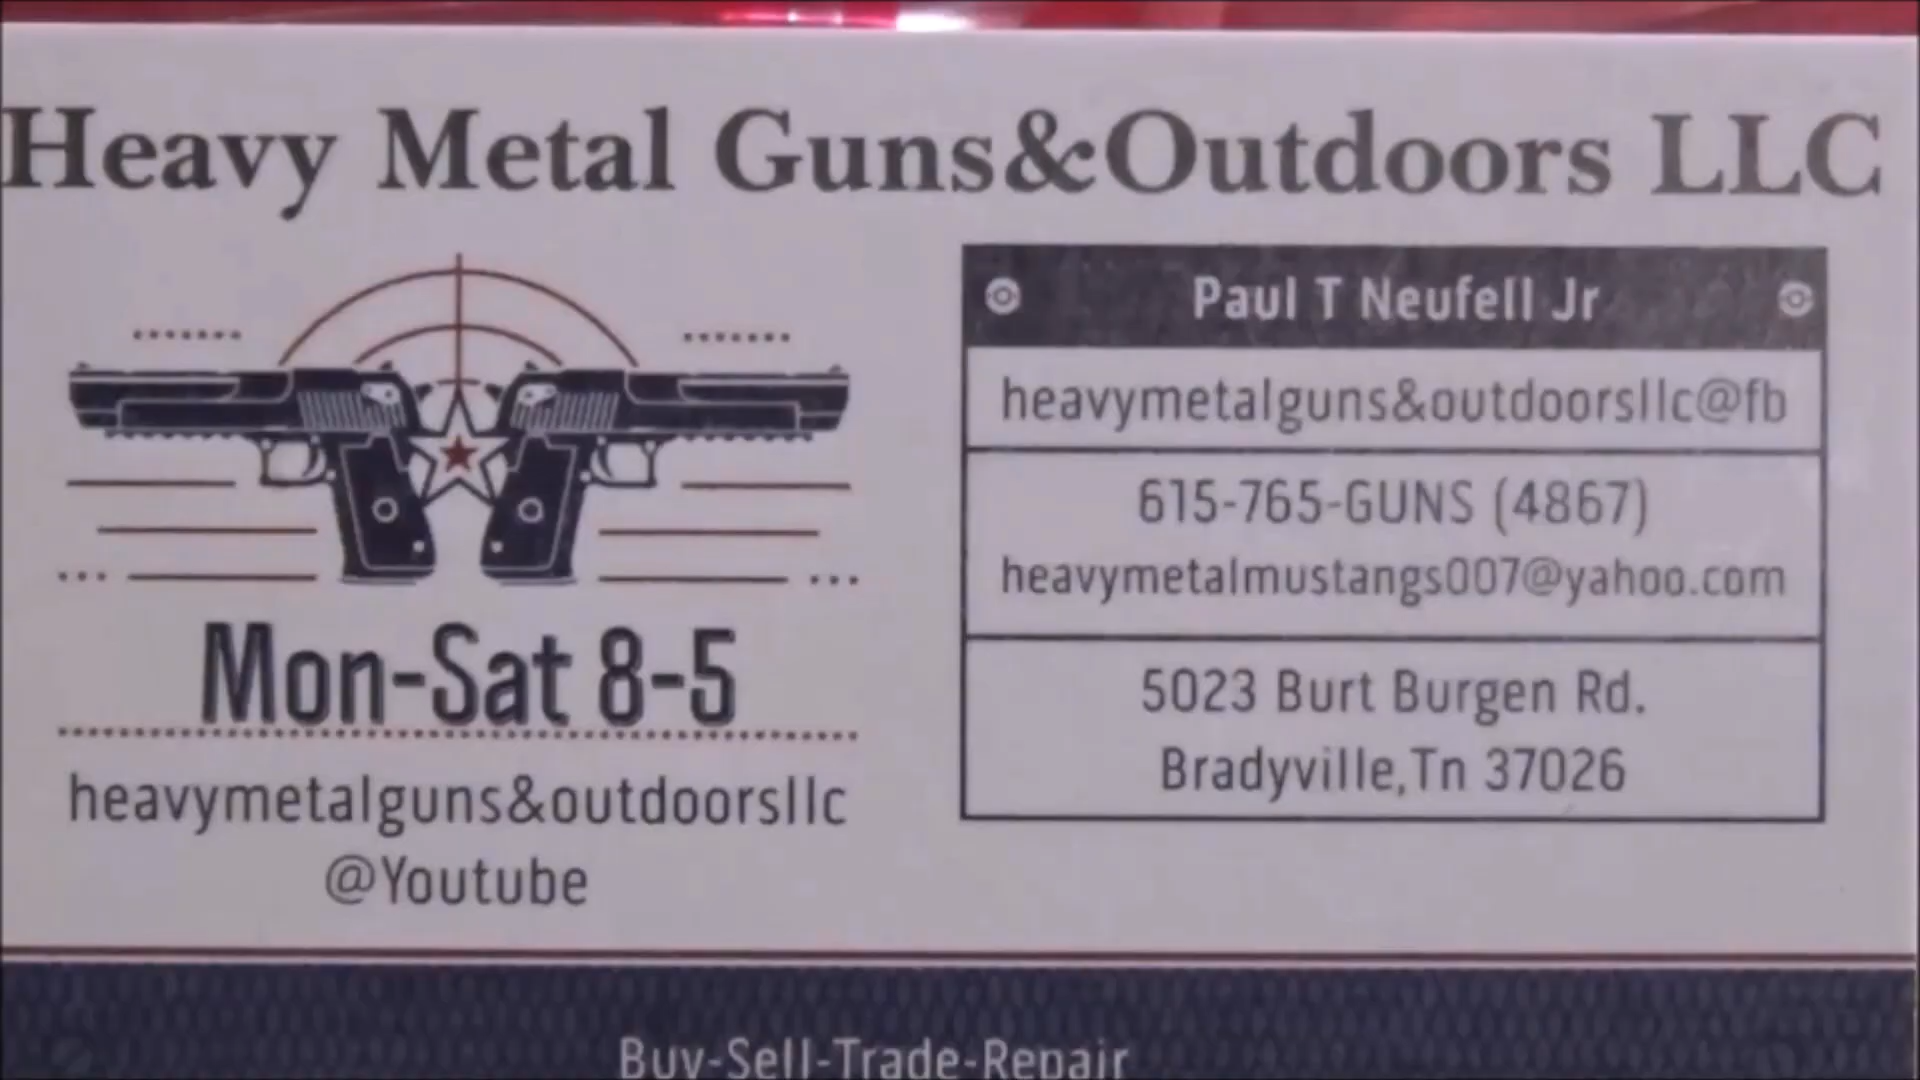 Heavy Metal Guns&Outdoors LLC
Mon-Sat 8-5
heavymetalguns&outdoorsllc
@Youtube
Paul T Neufell Jr
heavymetalguns&outdoorsllc@fb
615-765-GUNS (4867)
heavymetalmustangs007@yahoo.com
5023 Burt Burgen Rd.
Bradyville,Tn 37026
Buy-Sell-Trade-Repair